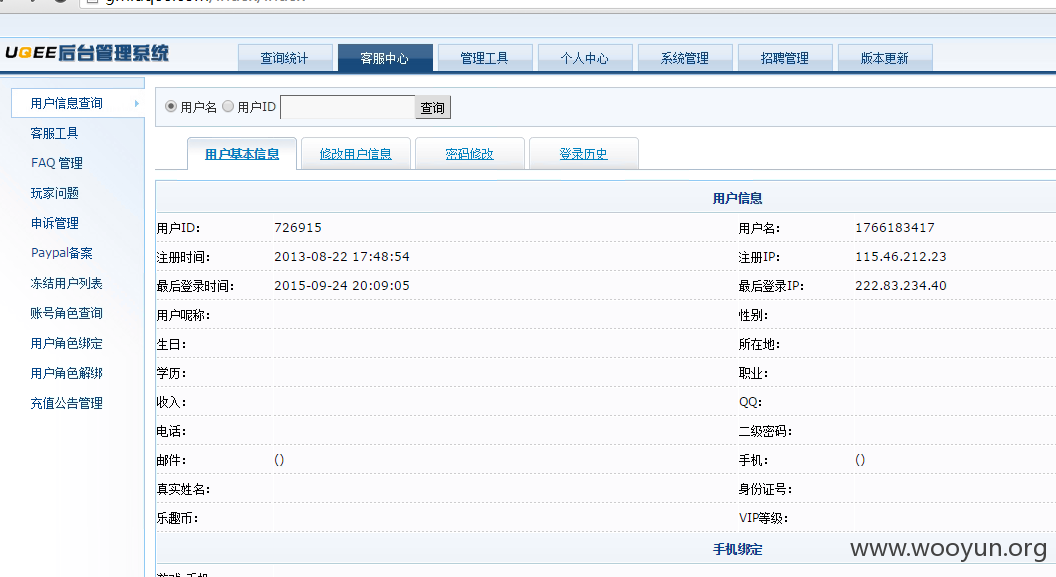 UQEE后台管理系统
查询统计 客服中心 管理工具 个人中心 系统管理 招聘管理 版本更新
用户信息查询
客服工具
FAQ 管理
玩家问题
申诉管理
Paypal备案
冻结用户列表
账号角色查询
用户角色绑定
用户角色解绑
充值公告管理
用户名 用户ID 查询
用户基本信息 修改用户信息 密码修改 登录历史
用户信息
用户ID: 726915 用户名: 1766183417
注册时间: 2013-08-22 17:48:54 注册IP: 115.46.212.23
最后登录时间: 2015-09-24 20:09:05 最后登录IP: 222.83.234.40
用户昵称: 性别:
生日: 所在地:
学历: 职业:
收入: QQ:
电话: 二级密码:
邮件: () 手机: ()
真实姓名: 身份证号:
乐趣币: VIP等级:
手机绑定
www.wooyun.org